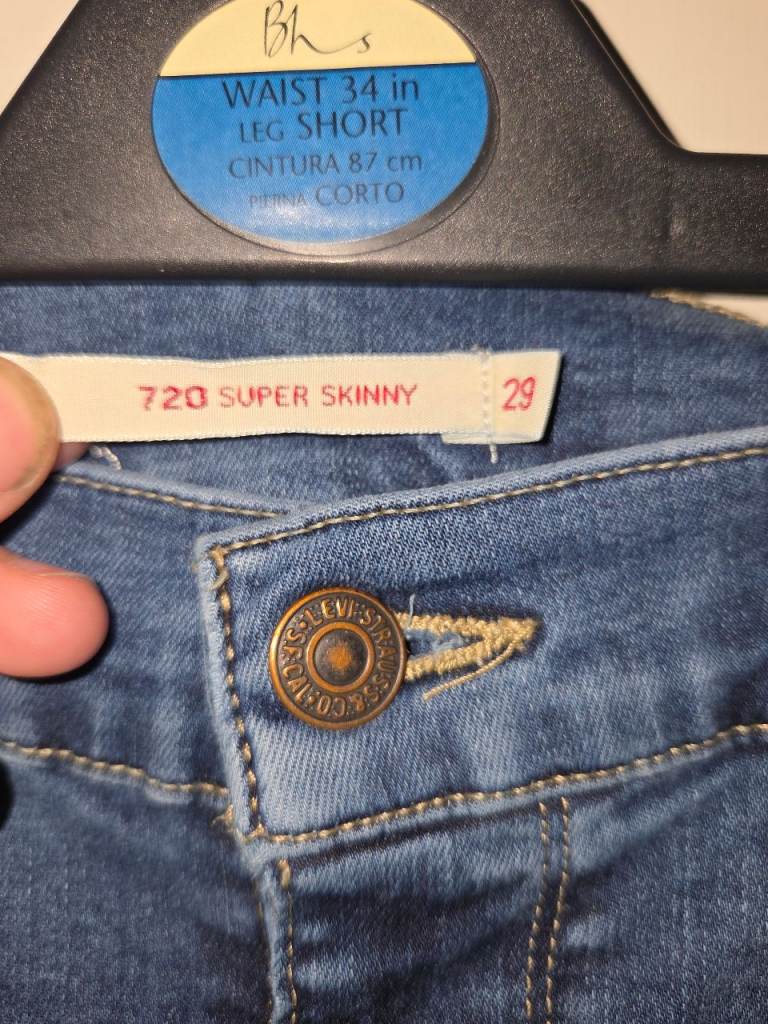 Bhs
WAIST 34 in
LEG SHORT
CINTURA 87 cm
PIERNA CORTO
720 SUPER SKINNY
29
LEVI STRAUSS & CO. S.F. CAL.